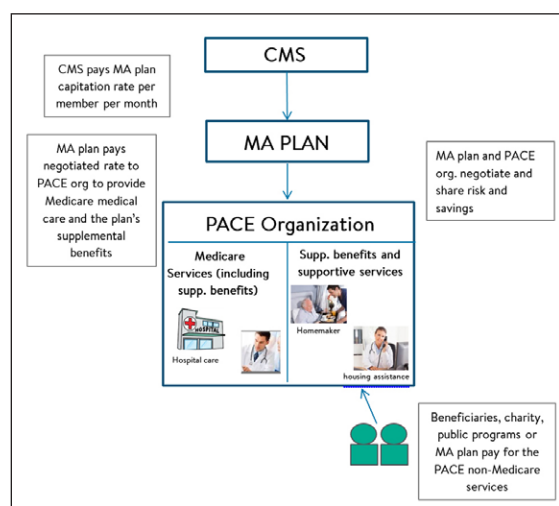 CMS
CMS pays MA plan
capitation rate per
member per month
MA PLAN
MA plan pays
negotiated rate to
PACE org to provide
Medicare medical
care and the plan's
supplemental
benefits
MA plan and PACE
org. negotiate and
share risk and
savings
PACE Organization
Medicare
Services (including
supp. benefits)
Supp. benefits and
supportive services
HOSPITAL
Hospital care
Homemaker
housing assistance
Beneficiaries, charity,
public programs or
MA plan pay for the
PACE non-Medicare
services